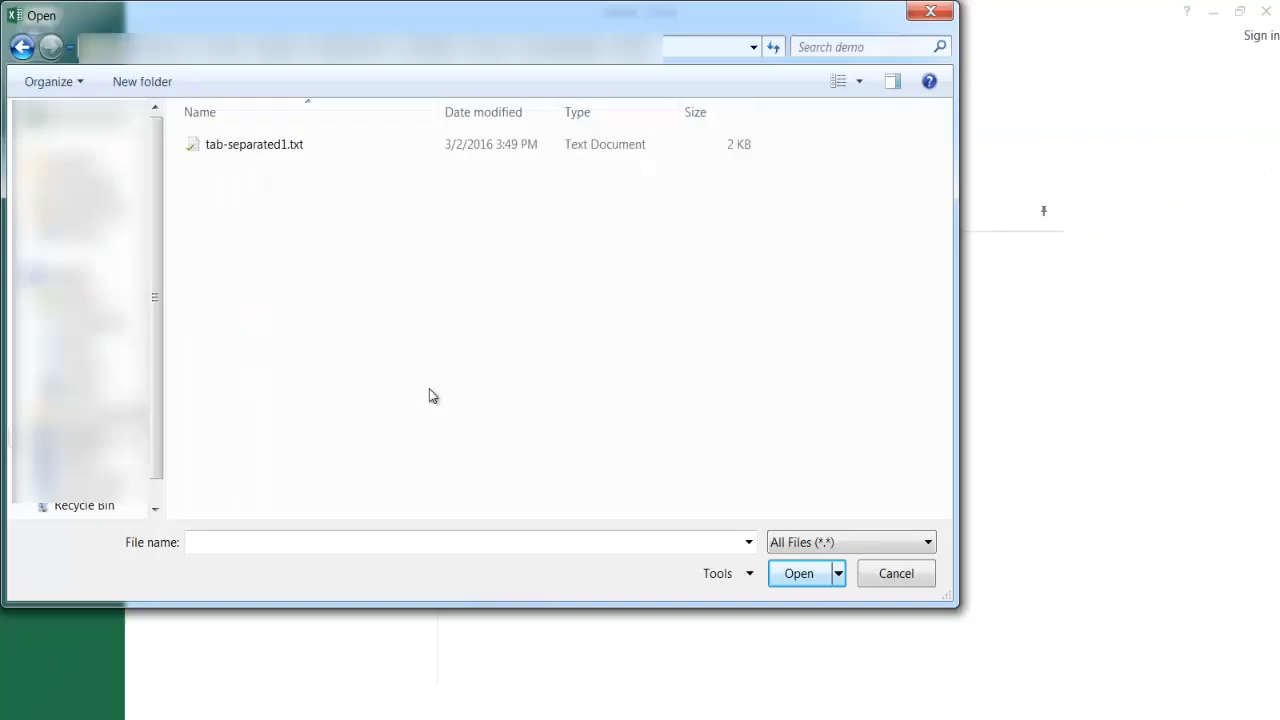 Open
Search demo
Sign in
Organize
New folder
?
Name
Date modified
Type
Size
tab-separated1.txt
3/2/2016 3:49 PM
Text Document
2 KB
Recycle Bin
File name:
All Files (*.*)
Tools
Open
Cancel